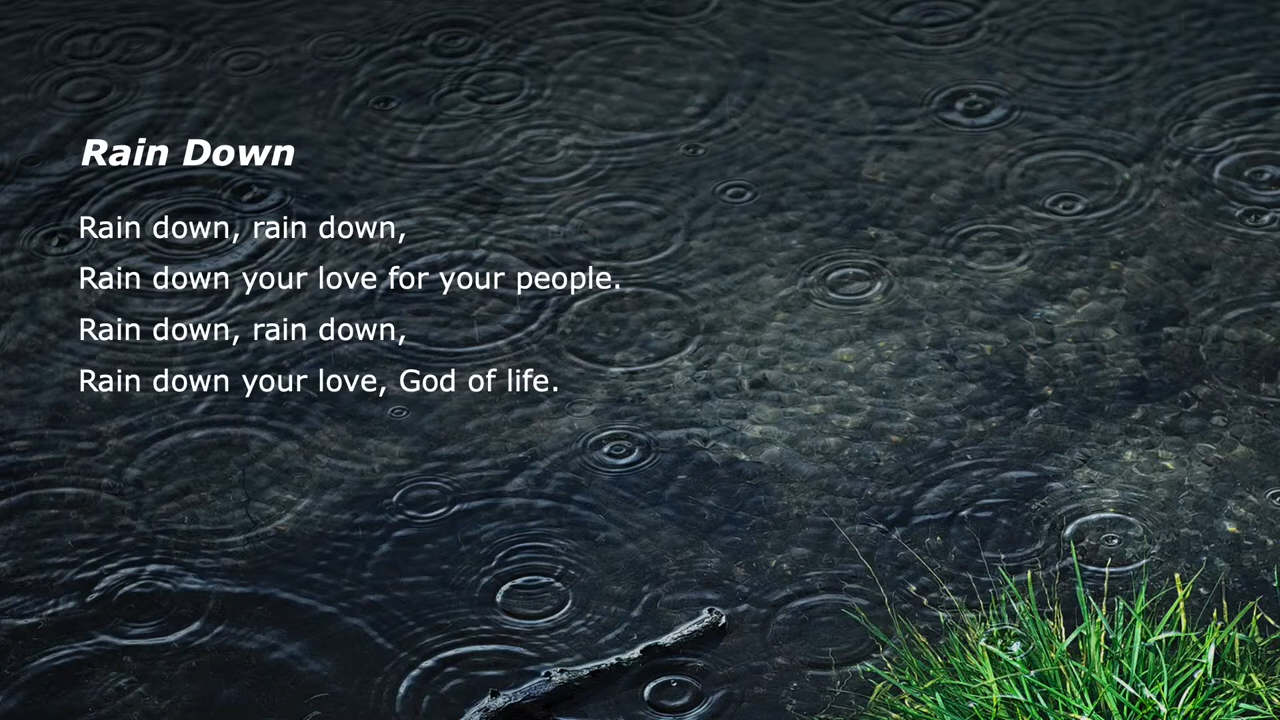 Rain Down
Rain down, rain down,
Rain down your love for your people.
Rain down, rain down,
Rain down your love, God of life.